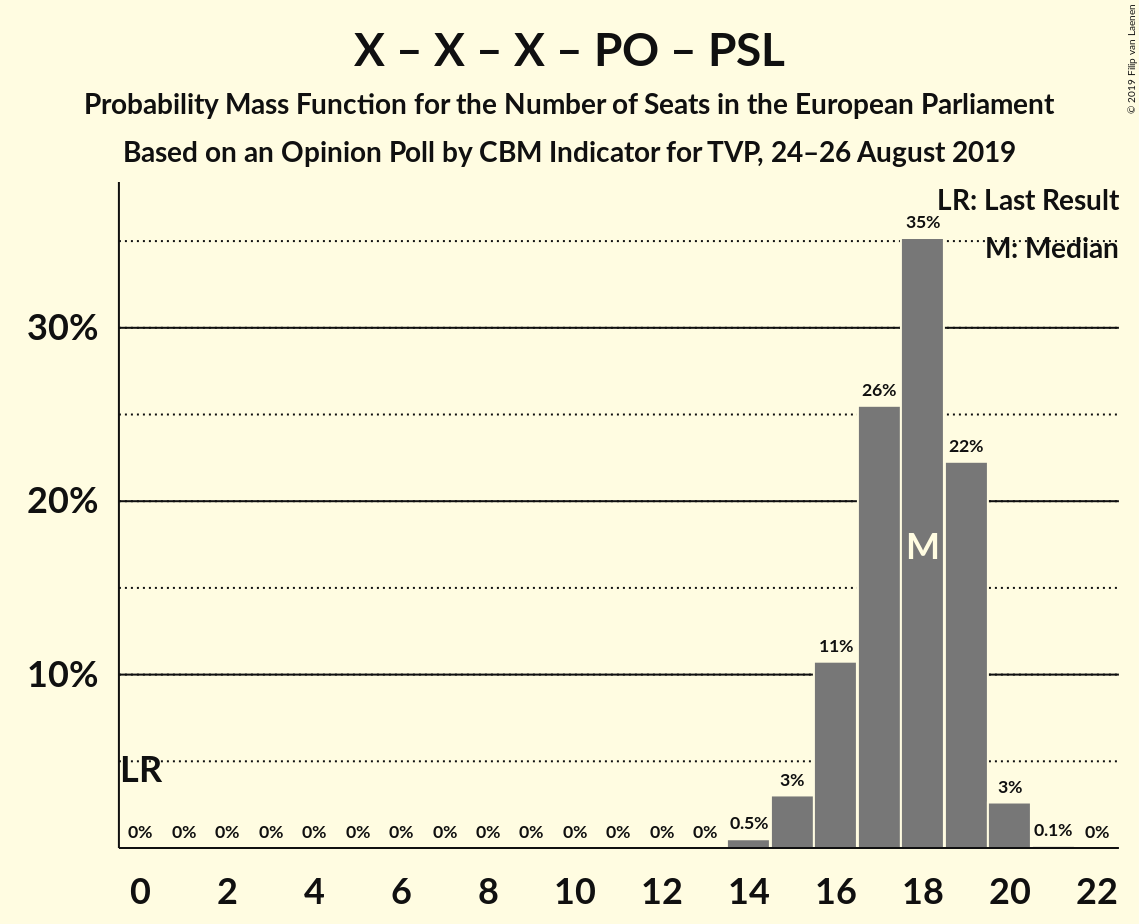 X – X – X – PO – PSL
Probability Mass Function for the Number of Seats in the European Parliament
Based on an Opinion Poll by CBM Indicator for TVP, 24–26 August 2019
© 2019 Filip van Laenen
LR: Last Result
M: Median
35%
30%
26%
22%
20%
M
11%
10%
LR
3%
3%
0.5%
0.1%
0% 0% 0% 0% 0% 0% 0% 0% 0% 0% 0% 0% 0% 0% 0%
0 2 4 6 8 10 12 14 16 18 20 22